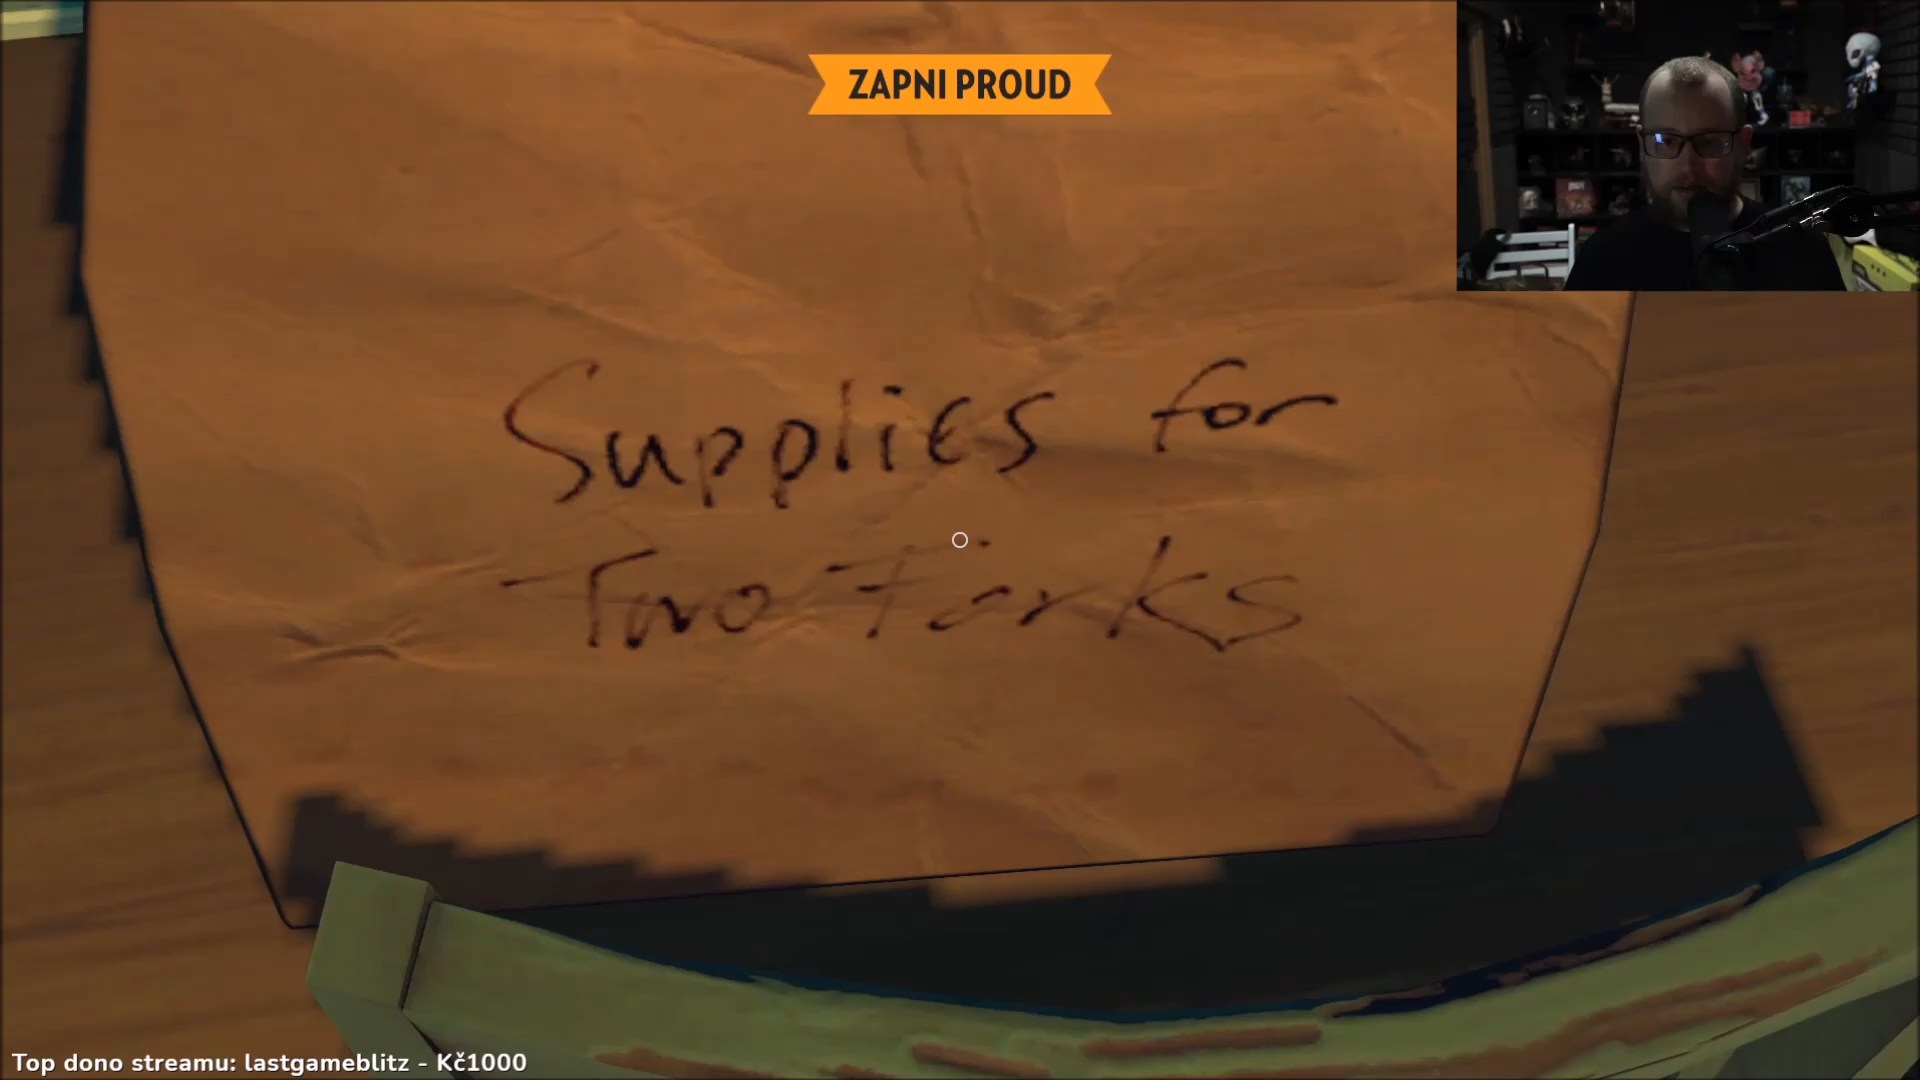 ZAPNI PROUD
Supplies for
Two Forks
Top dono streamu: lastgameblitz - Kč1000